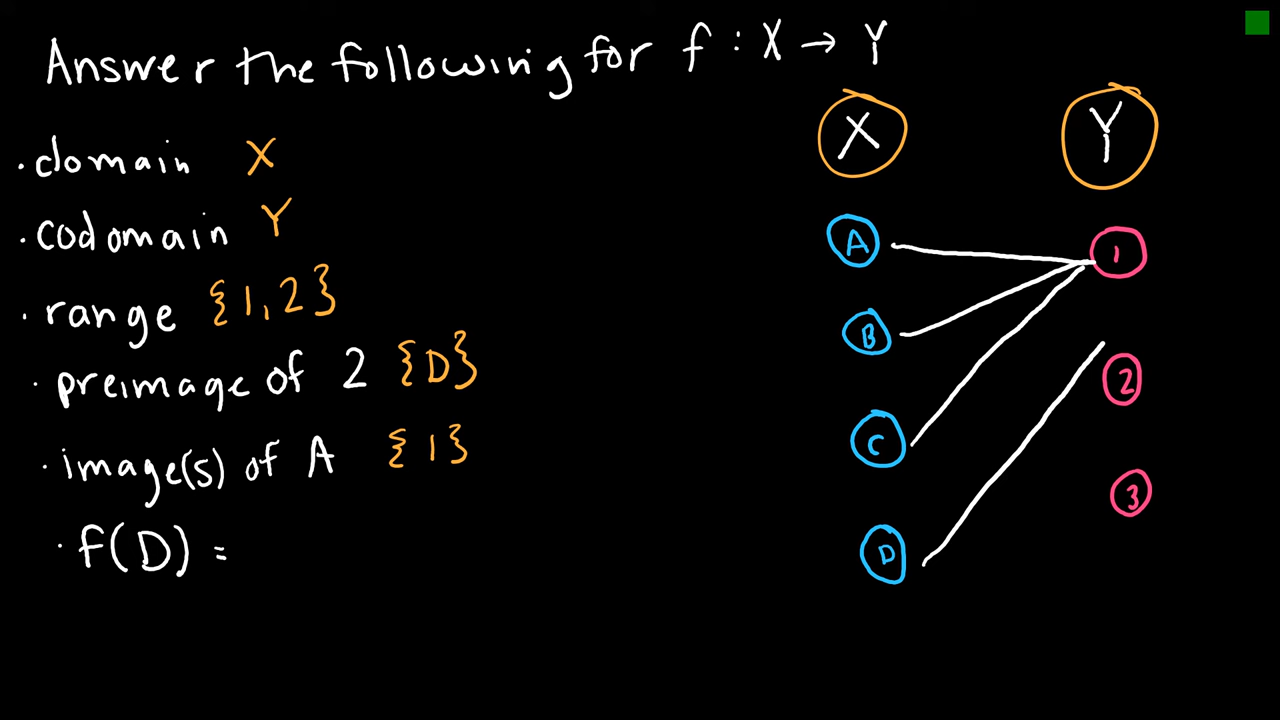 Answer the following for f : X → Y
· domain X
· codomain Y
· range {1,2}
· preimage of 2 {D}
· image(s) of A {1}
· f(D) =
X Y
A 1
B
2
C
3
D